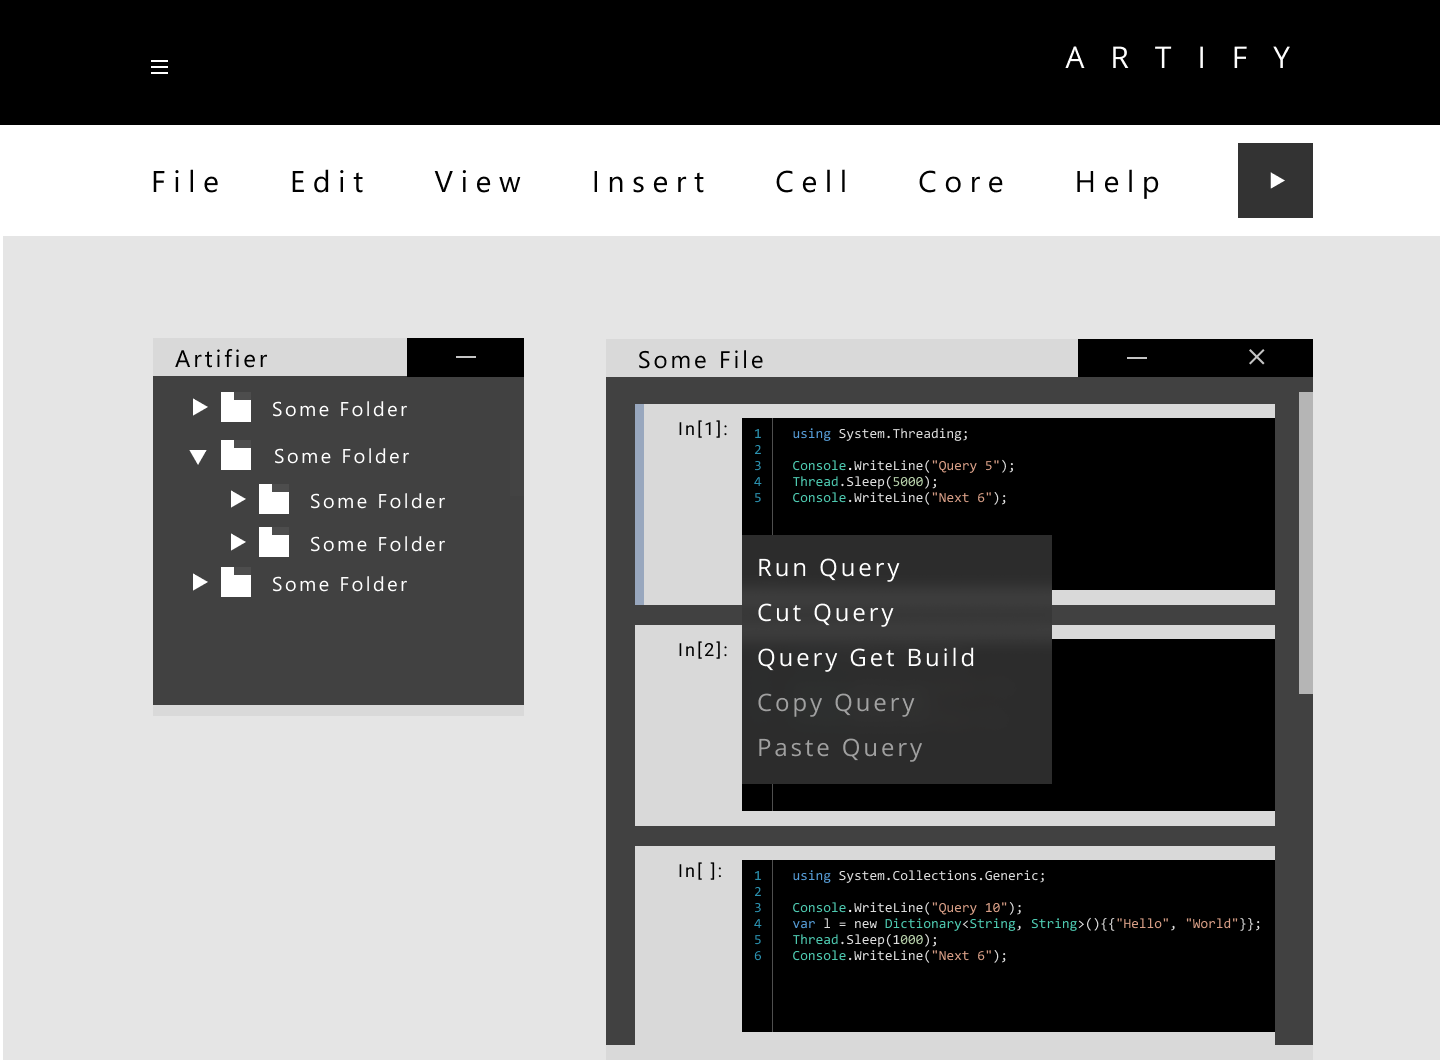 ARTIFY
File Edit View Insert Cell Core Help
Artifier
Some Folder
Some Folder
Some Folder
Some Folder
Some Folder
Some File
In[1]:
1 using System.Threading;
2
3 Console.WriteLine("Query 5");
4 Thread.Sleep(5000);
5 Console.WriteLine("Next 6");
Run Query
Cut Query
Query Get Build
Copy Query
Paste Query
In[2]:
In[ ]:
1 using System.Collections.Generic;
2
3 Console.WriteLine("Query 10");
4 var l = new Dictionary<String, String>(){{"Hello", "World"}};
5 Thread.Sleep(1000);
6 Console.WriteLine("Next 6");